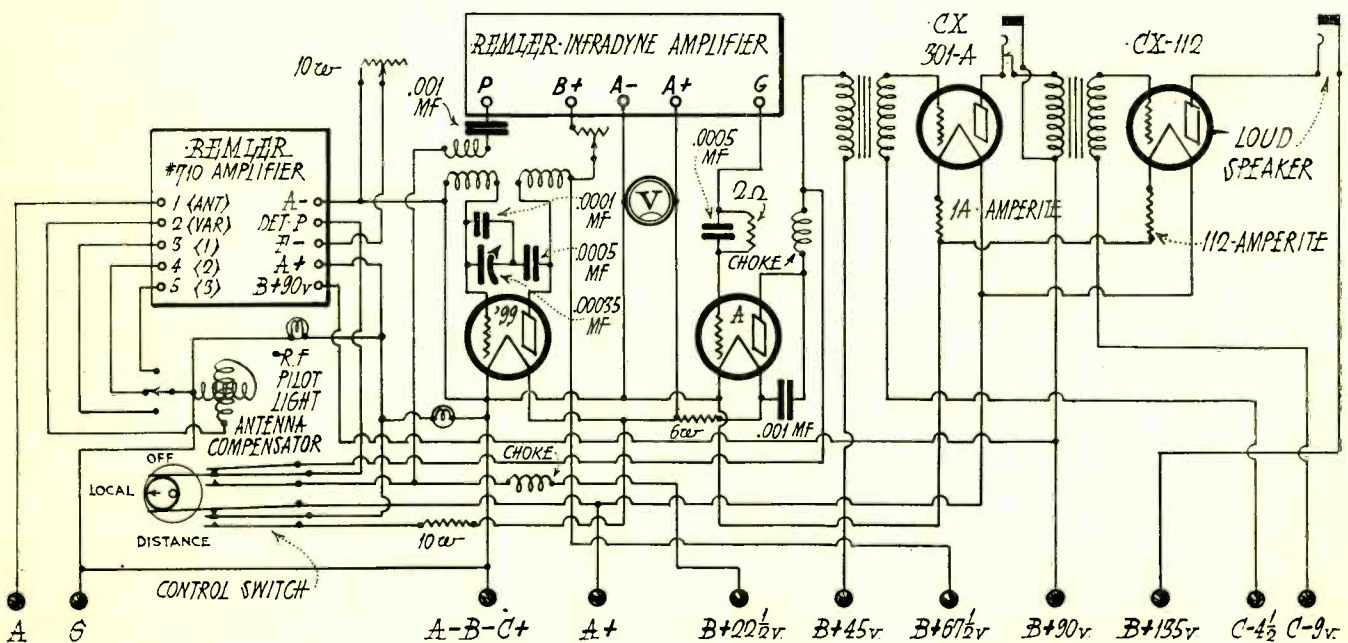 REMLER-INFRADYNE AMPLIFIER
P B+ A- A+ G
CX
301-A
CX-112
10 ω
.001
MF
.0005
MF
2Ω
LOUD
SPEAKER
REMLER
#710 AMPLIFIER
1 (ANT)
2 (VAR)
3 (1)
4 (2)
5 (3)
A-
DET-P
F-
A+
B+90v
V
.0001
MF
.0005
MF
.00035
MF
CHOKE
1A-AMPERITE
112-AMPERITE
'99
A
R.F
PILOT
LIGHT
ANTENNA
COMPENSATOR
6ω
.001 MF
CHOKE
OFF
LOCAL
DISTANCE
10 ω
CONTROL SWITCH
A G A-B-C+ A+ B+22½v B+45v B+67½v B+90v B+135v C-4½ C-9v